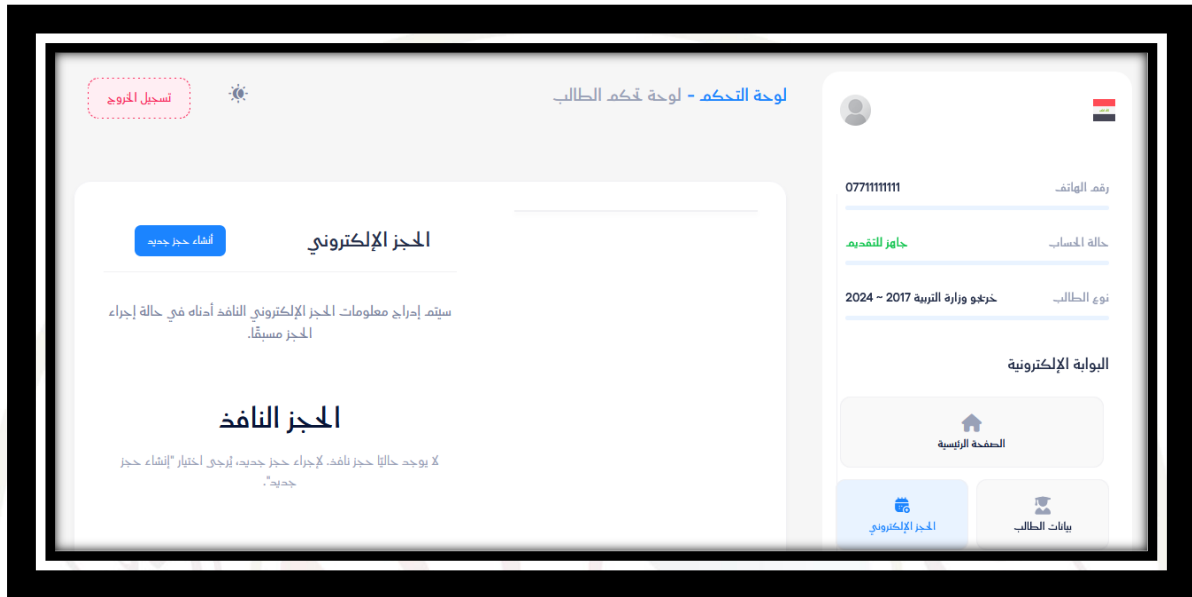 لوحة التحكم - لوحة تحكم الطالب
تسجيل الخروج
رقم الهاتف
07711111111
حالة الحساب
جاهز للتقديم
نوع الطالب
خريجو وزارة التربية 2017 ~ 2024
البوابة الإلكترونية
الصفحة الرئيسية
بيانات الطالب
الحجز الإلكتروني
الحجز الإلكتروني
أنشاء حجز جديد
سيتم إدراج معلومات الحجز الإلكتروني النافذ أدناه في حالة إجراء
الحجز مسبقًا.
الحجز النافذ
لا يوجد حاليًا حجز نافذ. لإجراء حجز جديد، يُرجى اختيار "إنشاء حجز
جديد".